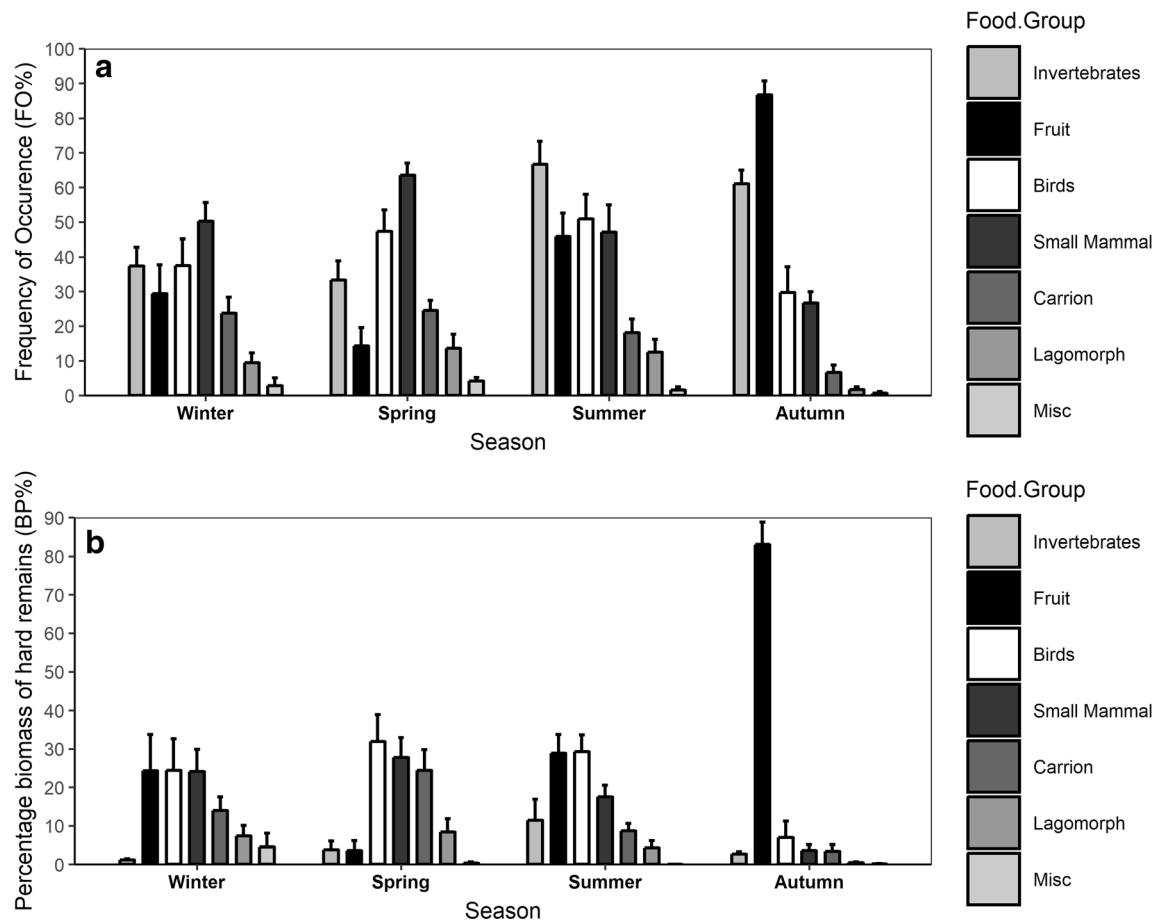 Food.Group
Invertebrates
Fruit
Birds
Small Mammal
Carrion
Lagomorph
Misc
a
Frequency of Occurence (FO%)
100
90
80
70
60
50
40
30
20
10
0
Winter Spring Summer Autumn
Season
Food.Group
Invertebrates
Fruit
Birds
Small Mammal
Carrion
Lagomorph
Misc
b
Percentage biomass of hard remains (BP%)
90
80
70
60
50
40
30
20
10
0
Winter Spring Summer Autumn
Season